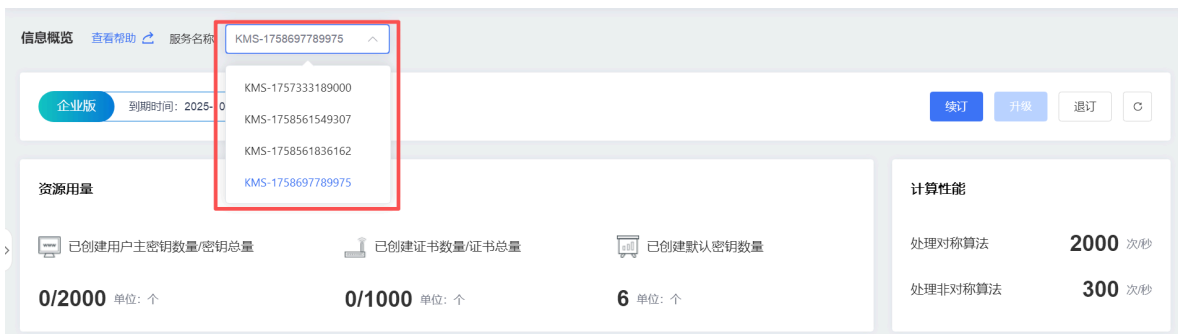 信息概览 查看帮助 服务名称 KMS-1758697789975
KMS-1757333189000
KMS-1758561549307
KMS-1758561836162
KMS-1758697789975
企业版 到期时间：2025-10
续订 升级 退订
资源用量
www 已创建用户主密钥数量/密钥总量
0/2000 单位：个
已创建证书数量/证书总量
0/1000 单位：个
已创建默认密钥数量
6 单位：个
计算性能
处理对称算法 2000 次/秒
处理非对称算法 300 次/秒